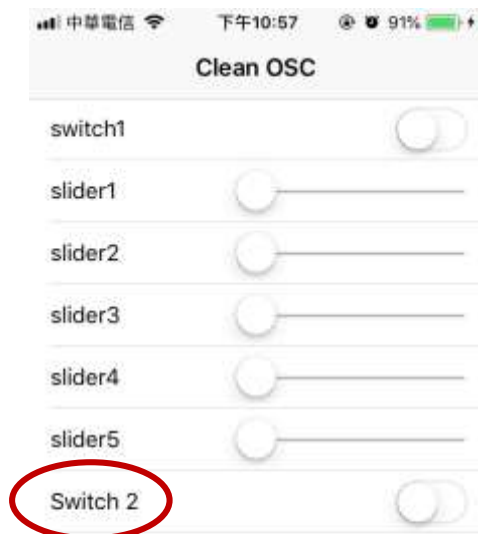 中華電信 下午10:57 91%
Clean OSC
switch1
slider1
slider2
slider3
slider4
slider5
Switch 2